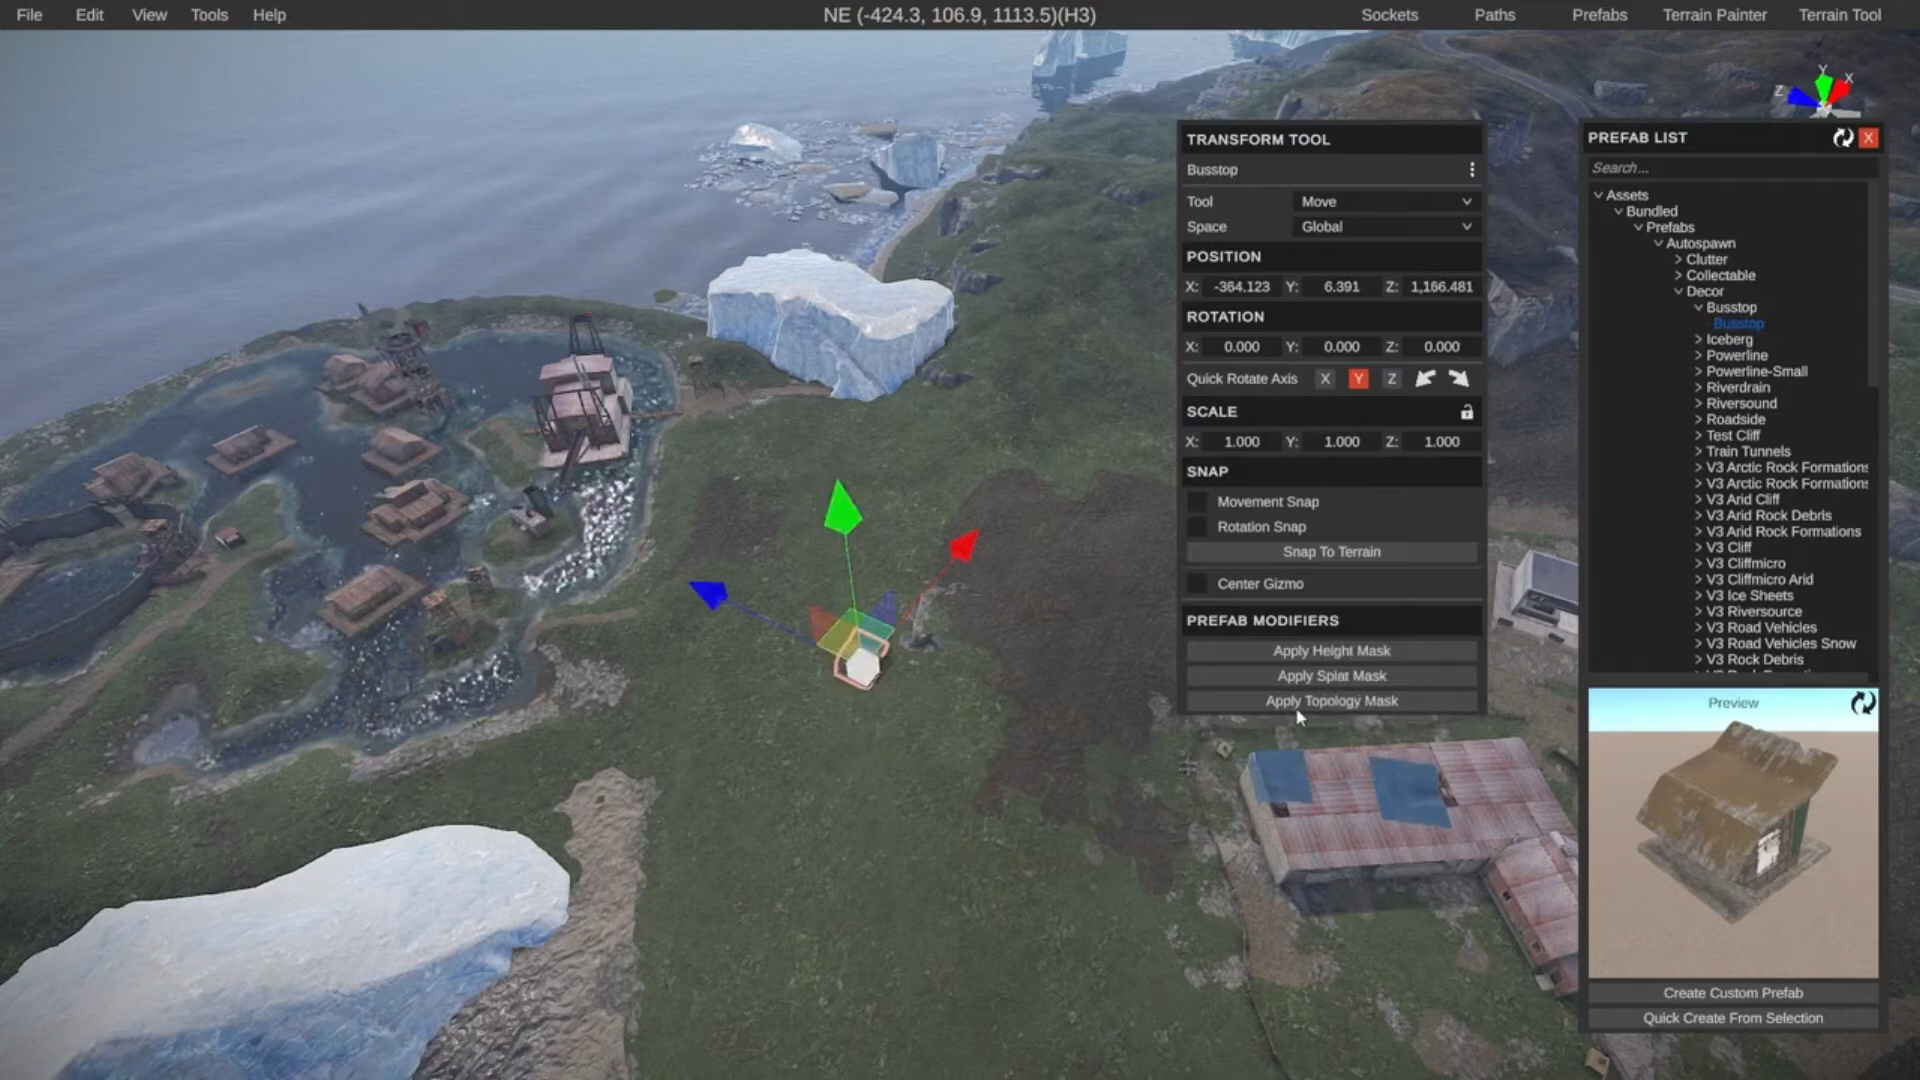 File Edit View Tools Help NE (-424.3, 106.9, 1113.5)(H3) Sockets Paths Prefabs Terrain Painter Terrain Tool
Y
X
Z
TRANSFORM TOOL
Busstop
Tool Move
Space Global
POSITION
X: -364.123 Y: 6.391 Z: 1,166.481
ROTATION
X: 0.000 Y: 0.000 Z: 0.000
Quick Rotate Axis X Y Z
SCALE
X: 1.000 Y: 1.000 Z: 1.000
SNAP
Movement Snap
Rotation Snap
Snap To Terrain
Center Gizmo
PREFAB MODIFIERS
Apply Height Mask
Apply Splat Mask
Apply Topology Mask
PREFAB LIST X
Search...
Assets
Bundled
Prefabs
Autospawn
> Clutter
> Collectable
Decor
Busstop
Busstop
> Iceberg
> Powerline
> Powerline-Small
> Riverdrain
> Riversound
> Roadside
> Test Cliff
> Train Tunnels
> V3 Arctic Rock Formations
> V3 Arctic Rock Formations
> V3 Arid Cliff
> V3 Arid Rock Debris
> V3 Arid Rock Formations
> V3 Cliff
> V3 Cliffmicro
> V3 Cliffmicro Arid
> V3 Ice Sheets
> V3 Riversource
> V3 Road Vehicles
> V3 Road Vehicles Snow
> V3 Rock Debris
Preview
Create Custom Prefab
Quick Create From Selection